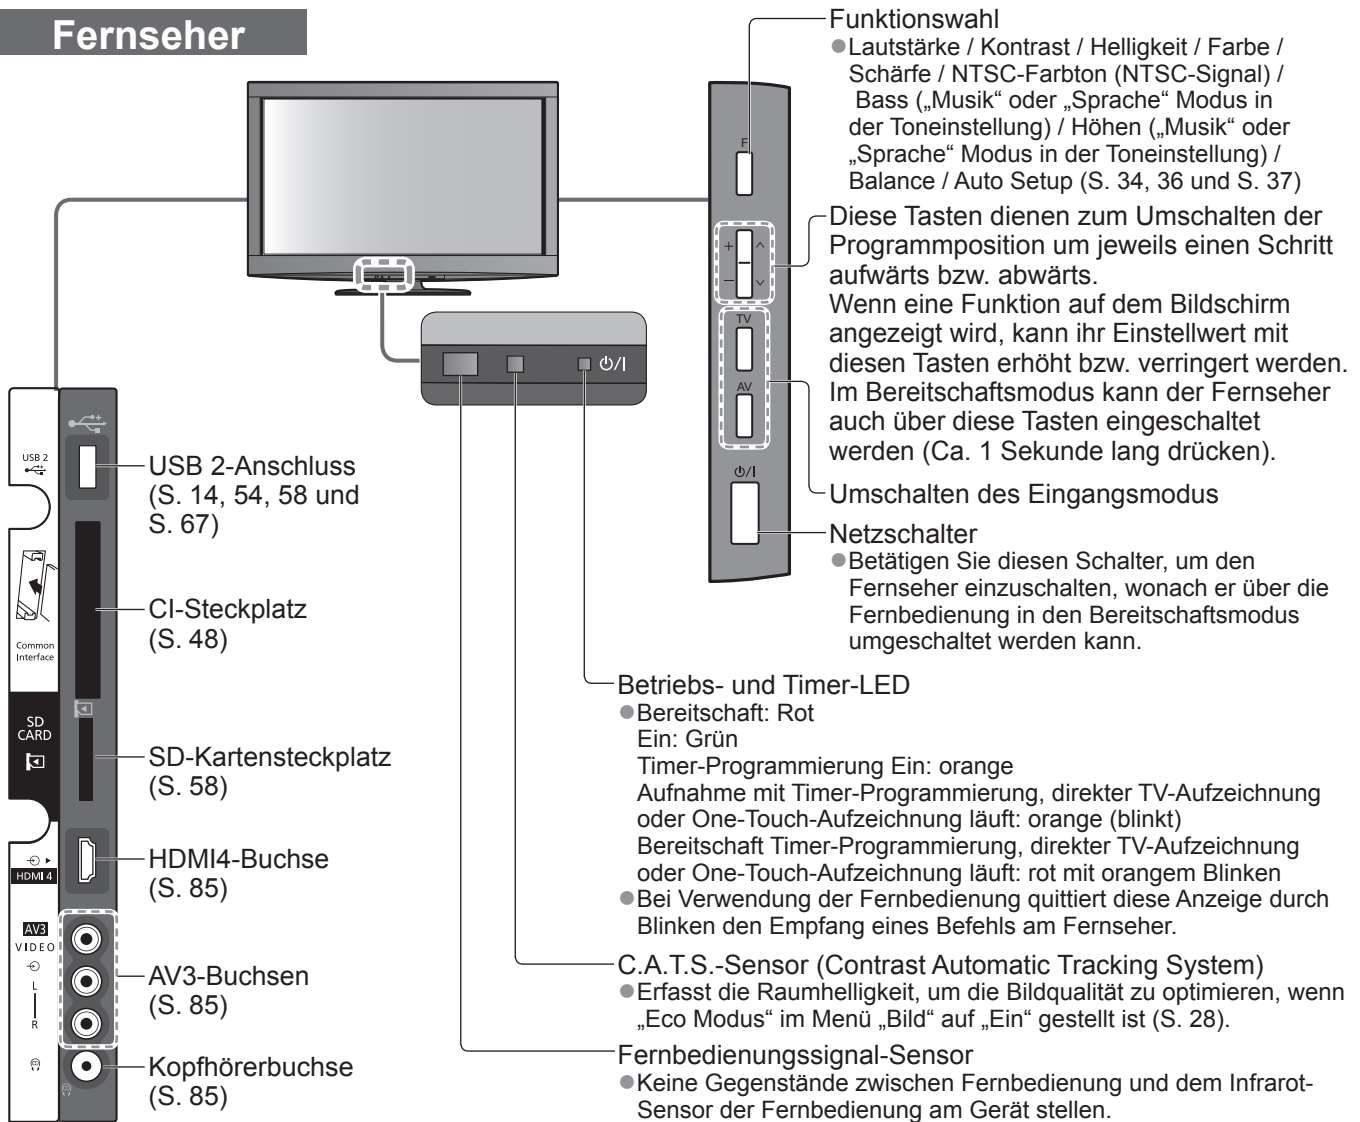 Fernseher
Funktionswahl
●Lautstärke / Kontrast / Helligkeit / Farbe /
Schärfe / NTSC-Farbton (NTSC-Signal) /
Bass („Musik“ oder „Sprache“ Modus in
der Toneinstellung) / Höhen („Musik“ oder
„Sprache“ Modus in der Toneinstellung) /
Balance / Auto Setup (S. 34, 36 und S. 37)
Diese Tasten dienen zum Umschalten der
Programmposition um jeweils einen Schritt
aufwärts bzw. abwärts.
Wenn eine Funktion auf dem Bildschirm
angezeigt wird, kann ihr Einstellwert mit
diesen Tasten erhöht bzw. verringert werden.
Im Bereitschaftsmodus kann der Fernseher
auch über diese Tasten eingeschaltet
werden (Ca. 1 Sekunde lang drücken).
Umschalten des Eingangsmodus
Netzschalter
●Betätigen Sie diesen Schalter, um den
Fernseher einzuschalten, wonach er über die
Fernbedienung in den Bereitschaftsmodus
umgeschaltet werden kann.
F
+ ∧
− ∨
TV
AV
⏻/I
⏻/I
USB 2
Common
Interface
SD
CARD
HDMI 4
AV3
VIDEO
L
R
USB 2-Anschluss
(S. 14, 54, 58 und
S. 67)
CI-Steckplatz
(S. 48)
SD-Kartensteckplatz
(S. 58)
HDMI4-Buchse
(S. 85)
AV3-Buchsen
(S. 85)
Kopfhörerbuchse
(S. 85)
Betriebs- und Timer-LED
●Bereitschaft: Rot
Ein: Grün
Timer-Programmierung Ein: orange
Aufnahme mit Timer-Programmierung, direkter TV-Aufzeichnung
oder One-Touch-Aufzeichnung läuft: orange (blinkt)
Bereitschaft Timer-Programmierung, direkter TV-Aufzeichnung
oder One-Touch-Aufzeichnung läuft: rot mit orangem Blinken
●Bei Verwendung der Fernbedienung quittiert diese Anzeige durch
Blinken den Empfang eines Befehls am Fernseher.
C.A.T.S.-Sensor (Contrast Automatic Tracking System)
●Erfasst die Raumhelligkeit, um die Bildqualität zu optimieren, wenn
„Eco Modus“ im Menü „Bild“ auf „Ein“ gestellt ist (S. 28).
Fernbedienungssignal-Sensor
●Keine Gegenstände zwischen Fernbedienung und dem Infrarot-
Sensor der Fernbedienung am Gerät stellen.